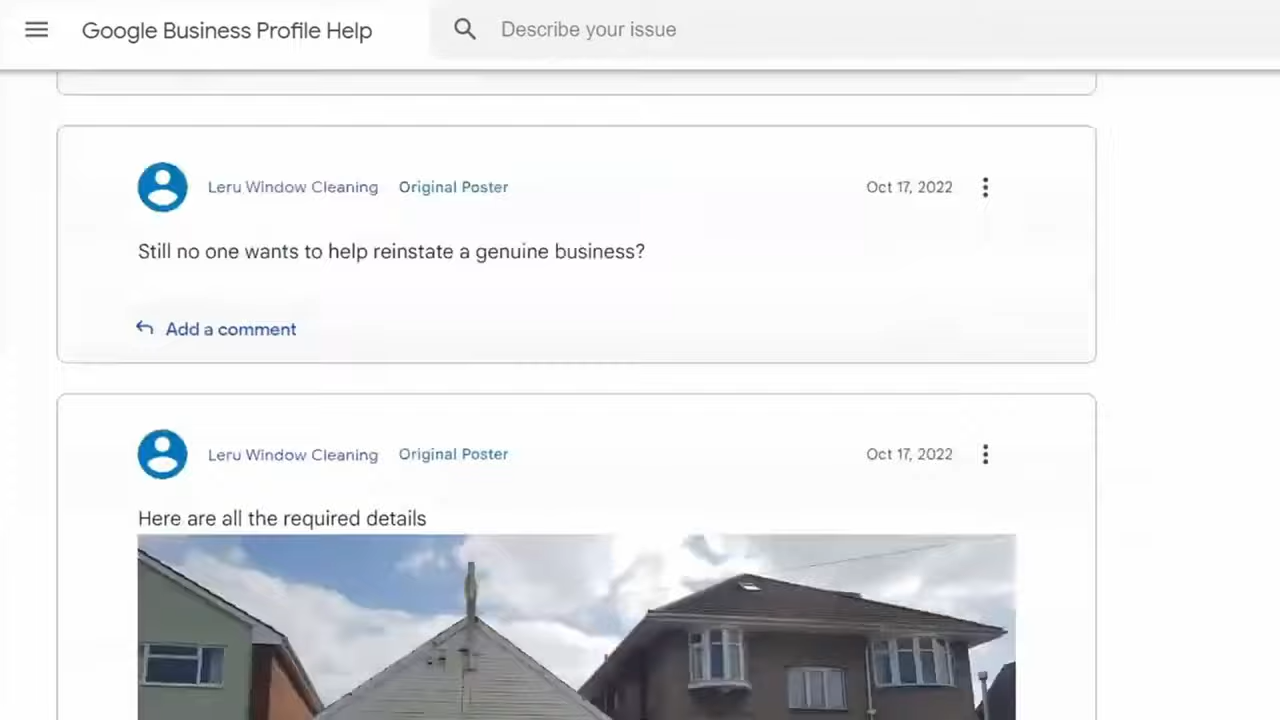 Google Business Profile Help
Describe your issue
Leru Window Cleaning Original Poster Oct 17, 2022
Still no one wants to help reinstate a genuine business?
Add a comment
Leru Window Cleaning Original Poster Oct 17, 2022
Here are all the required details